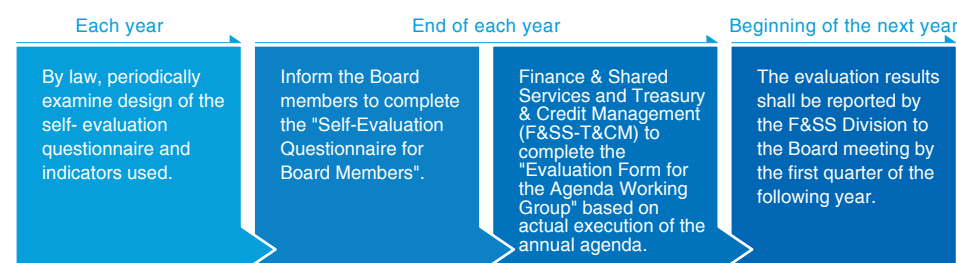 Each year
End of each year
Beginning of the next year
By law, periodically
examine design of the
self- evaluation
questionnaire and
indicators used.
Inform the Board
members to complete
the "Self-Evaluation
Questionnaire for
Board Members".
Finance & Shared
Services and Treasury
& Credit Management
(F&SS-T&CM) to
complete the
"Evaluation Form for
the Agenda Working
Group" based on
actual execution of the
annual agenda.
The evaluation results
shall be reported by
the F&SS Division to
the Board meeting by
the first quarter of the
following year.